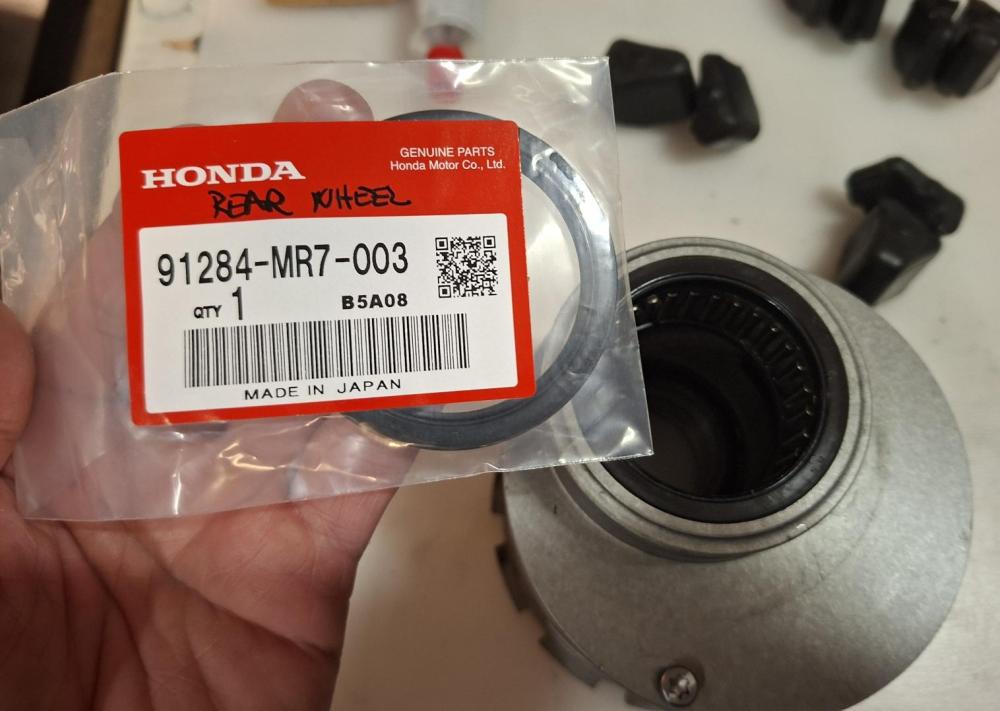 HONDA
GENUINE PARTS
Honda Motor Co., Ltd.
REAR WHEEL
91284-MR7-003
QTY 1
B5A08
MADE IN JAPAN